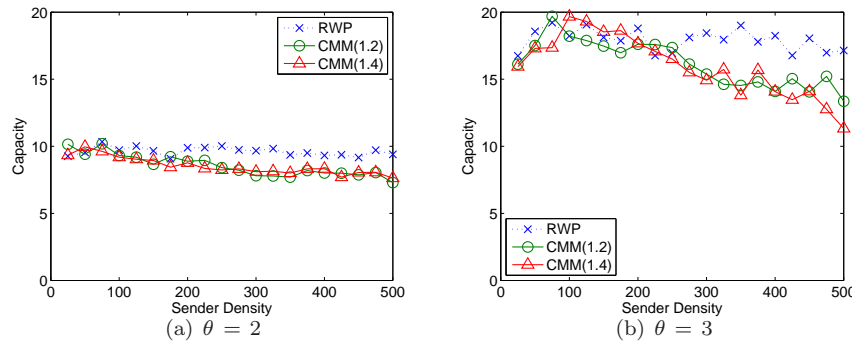 20
15
10
5
0
Capacity
0 100 200 300 400 500
Sender Density
RWP
CMM(1.2)
CMM(1.4)
(a) θ = 2
20
15
10
5
0
Capacity
0 100 200 300 400 500
Sender Density
RWP
CMM(1.2)
CMM(1.4)
(b) θ = 3